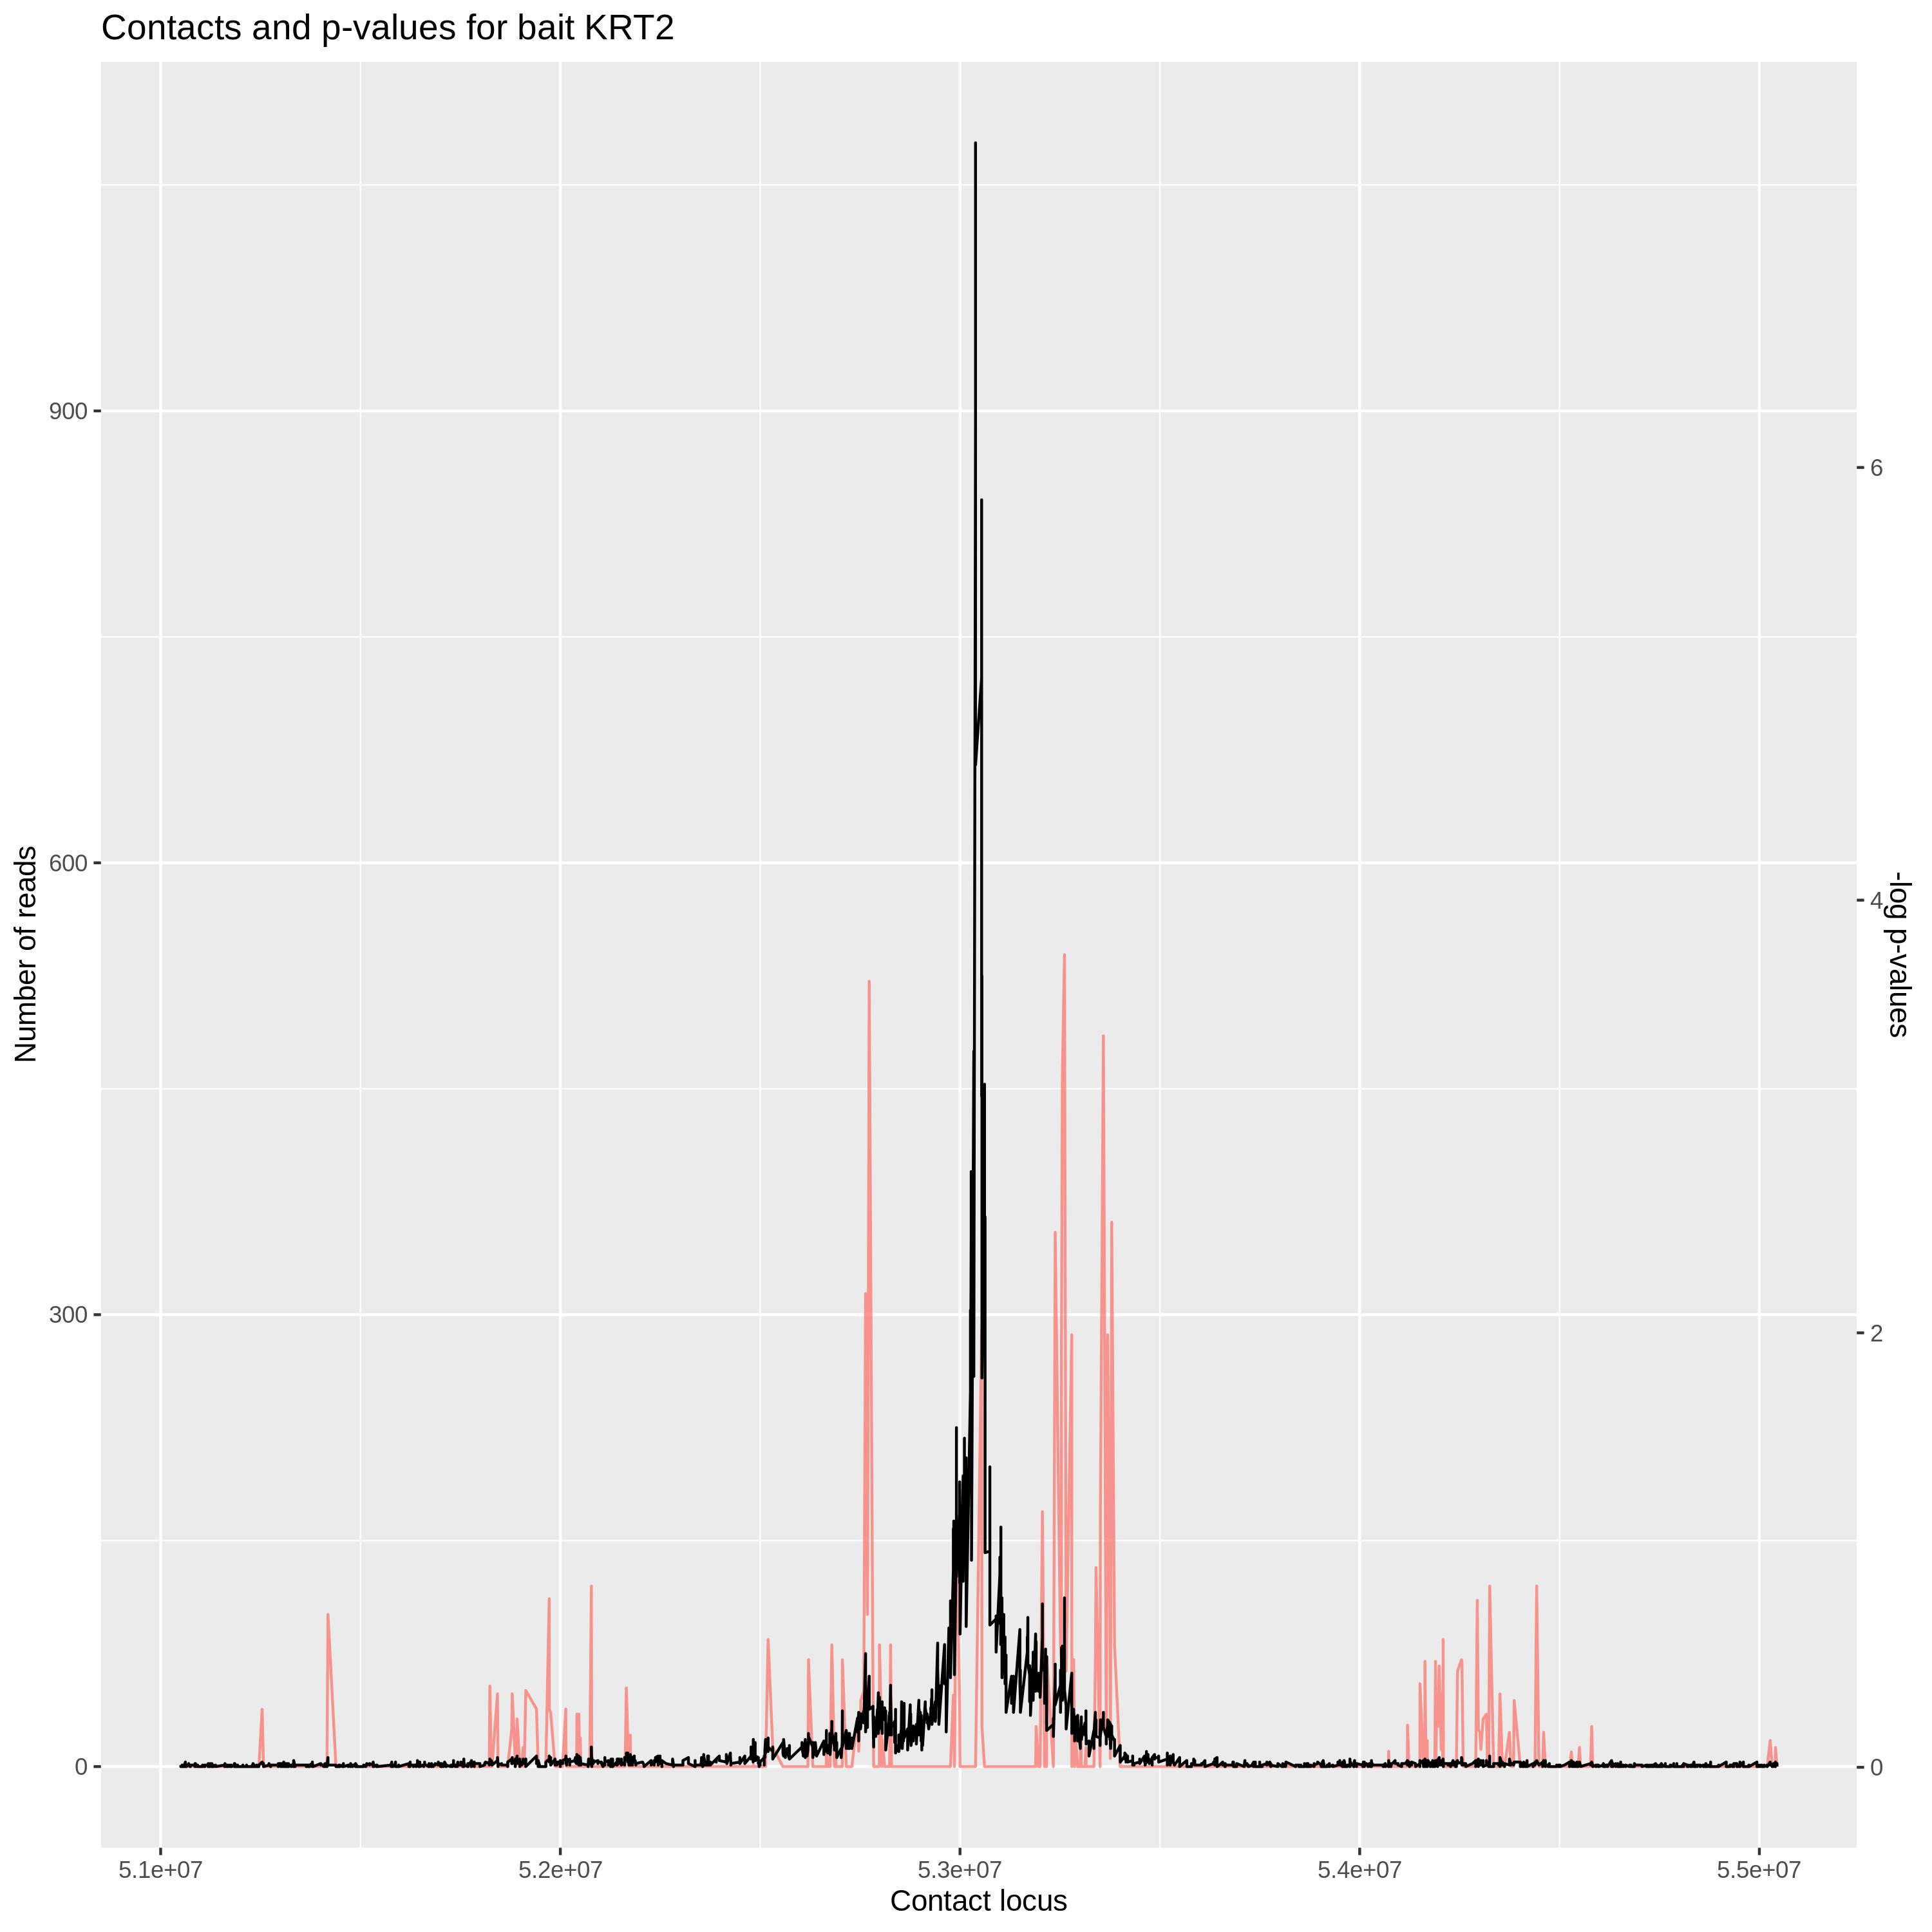 Contacts and p-values for bait KRT2
Number of reads
900
600
300
0
6
4
2
0
-log p-values
5.1e+07 5.2e+07 5.3e+07 5.4e+07 5.5e+07
Contact locus